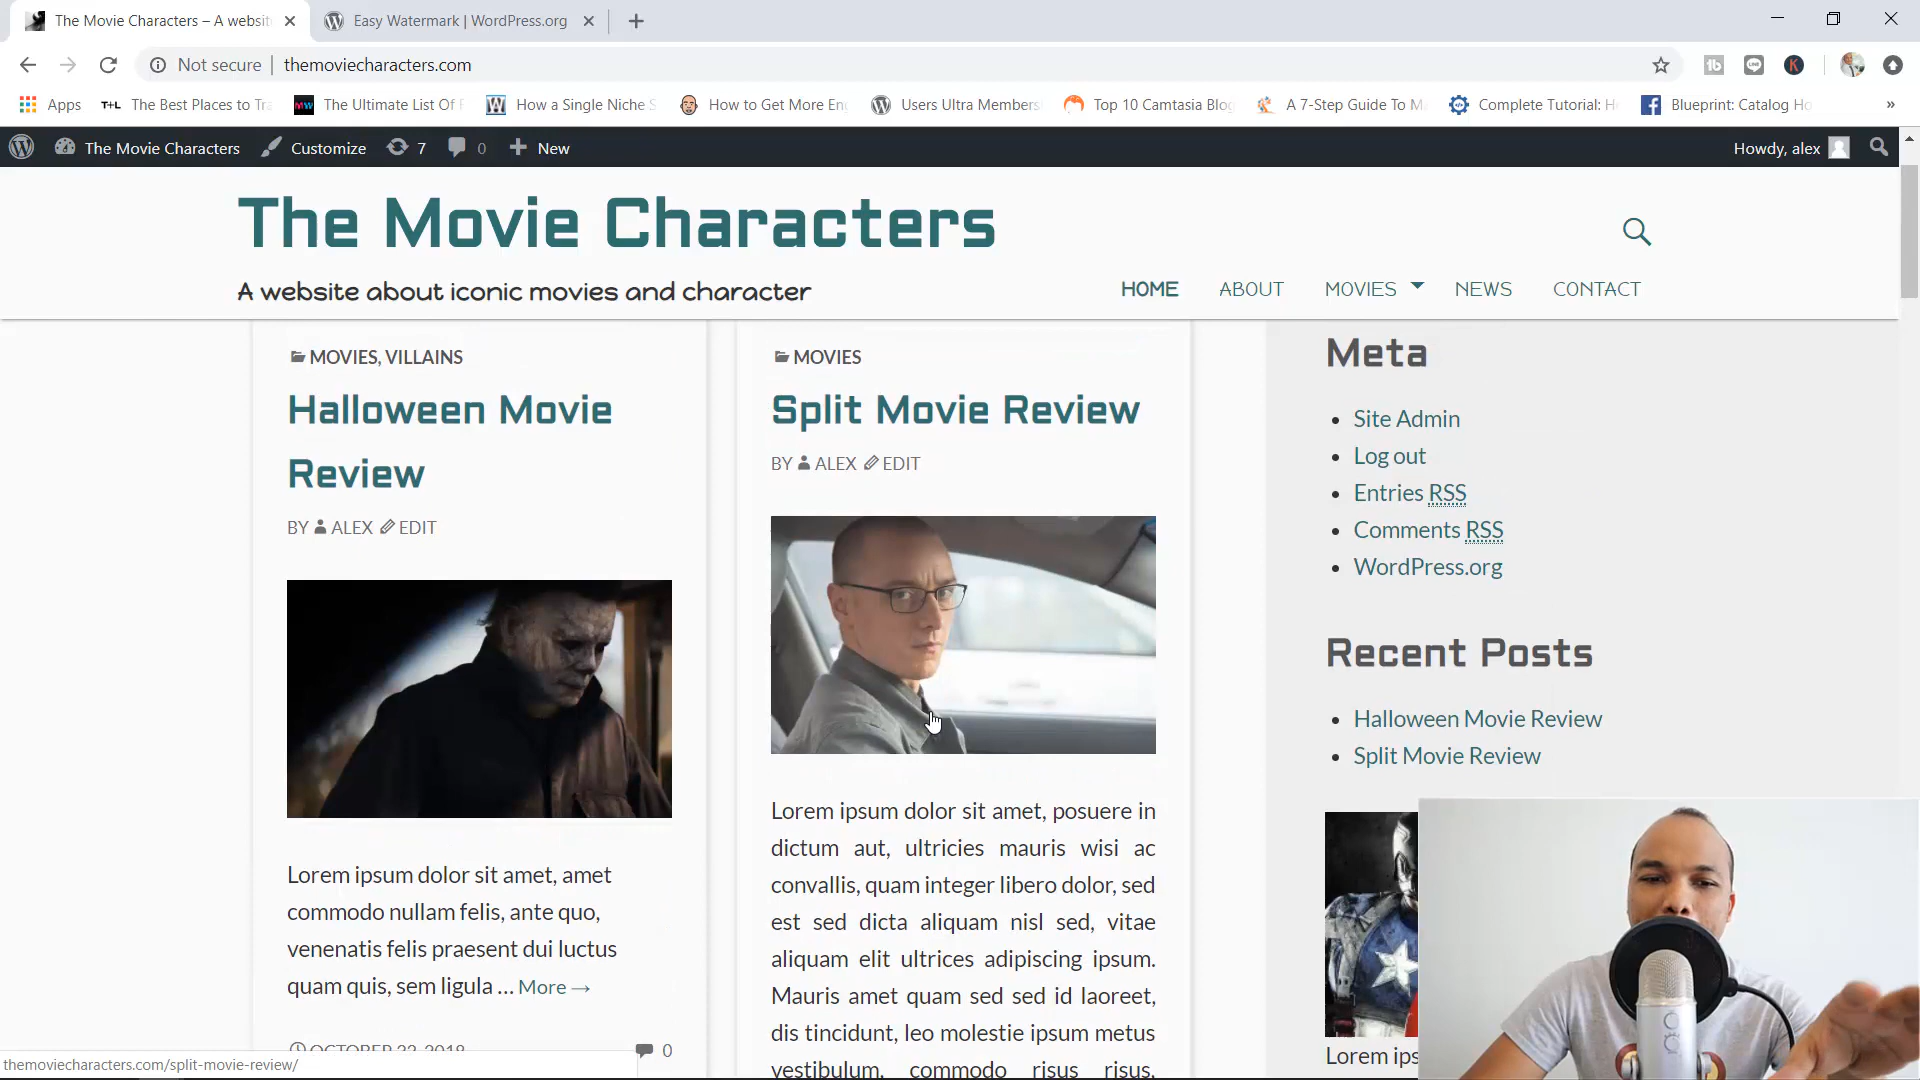 The Movie Characters – A websit
Easy Watermark | WordPress.org
Not secure | themoviecharacters.com
Apps
T+L The Best Places to Tr
MW The Ultimate List Of
W How a Single Niche S
How to Get More En
Users Ultra Members
Top 10 Camtasia Blog
A 7-Step Guide To M
Complete Tutorial: H
Blueprint: Catalog Ho
»
The Movie Characters
Customize
7
0
New
Howdy, alex
The Movie Characters
A website about iconic movies and character
HOME
ABOUT
MOVIES
NEWS
CONTACT
MOVIES, VILLAINS
Halloween Movie
Review
BY ALEX EDIT
Lorem ipsum dolor sit amet, amet
commodo nullam felis, ante quo,
venenatis felis praesent dui luctus
quam quis, sem ligula ... More →
0
MOVIES
Split Movie Review
BY ALEX EDIT
Lorem ipsum dolor sit amet, posuere in
dictum aut, ultricies mauris wisi ac
convallis, quam integer libero dolor, sed
est sed dicta aliquam nisl sed, vitae
aliquam elit ultrices adipiscing ipsum.
Mauris amet quam sed sed id laoreet,
dis tincidunt, leo molestie ipsum metus
vestibulum, commodo risus risus,
Meta
Site Admin
Log out
Entries RSS
Comments RSS
WordPress.org
Recent Posts
Halloween Movie Review
Split Movie Review
Lorem ips
themoviecharacters.com/split-movie-review/